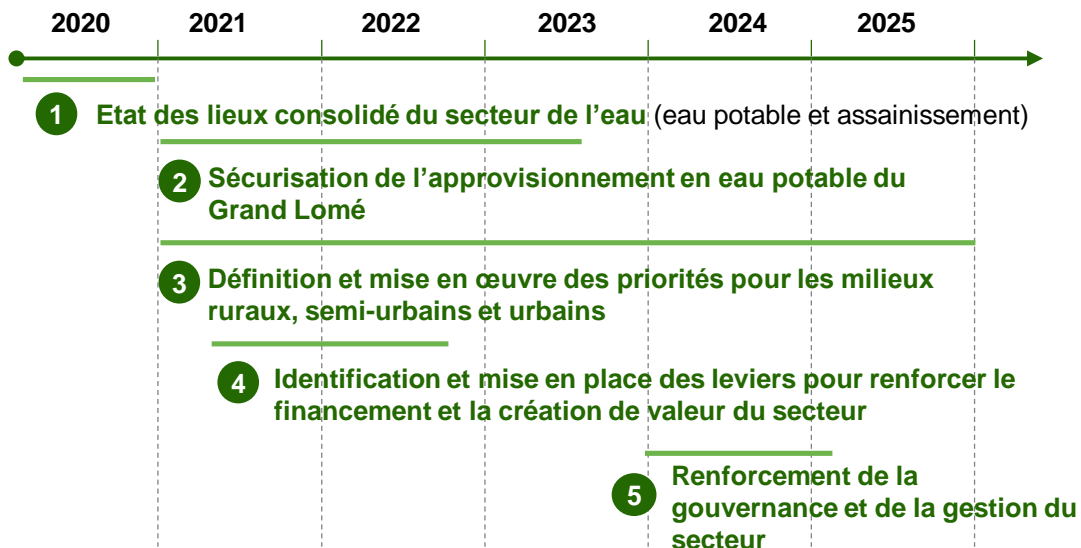 2020 2021 2022 2023 2024 2025
1 Etat des lieux consolidé du secteur de l’eau (eau potable et assainissement)
2 Sécurisation de l’approvisionnement en eau potable du
Grand Lomé
3 Définition et mise en œuvre des priorités pour les milieux
ruraux, semi-urbains et urbains
4 Identification et mise en place des leviers pour renforcer le
financement et la création de valeur du secteur
5 Renforcement de la
gouvernance et de la gestion du
secteur